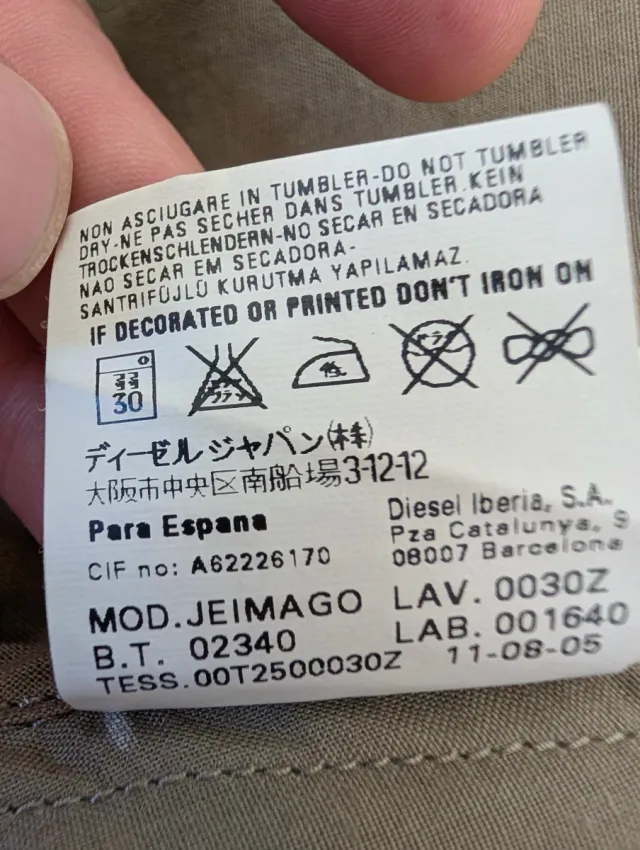 NON ASCIUGARE IN TUMBLER-DO NOT TUMBLER
DRY-NE PAS SECHER DANS TUMBLER.KEIN
TROCKENSCHLENDERN-NO SECAR EN SECADORA
NAO SECAR EM SECADORA-
SANTRIFÜJLÜ KURUTMA YAPILAMAZ.
IF DECORATED OR PRINTED DON'T IRON ON
30
ディーゼルジャパン(株)
大阪市中央区南船場3-12-12
Para Espana
Diesel Iberia, S.A.
Pza Catalunya, S
CIF no: A62226170
08007 Barcelona
MOD.JEIMAGO LAV. 0030Z
B.T. 02340 LAB. 001640
TESS.00T2500030Z 11-08-05